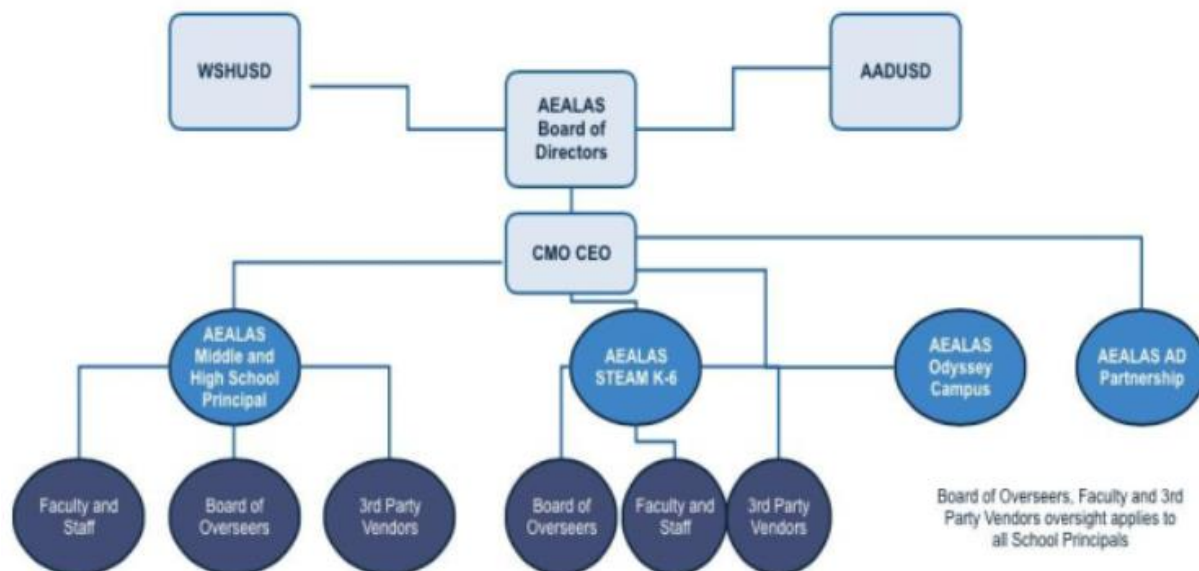 WSHUSD
AADUSD
AEALAS
Board of
Directors
CMO CEO
AEALAS
Middle and
High School
Principal
AEALAS
STEAM K-6
AEALAS
Odyssey
Campus
AEALAS AD
Partnership
Faculty and
Staff
Board of
Overseers
3rd Party
Vendors
Board of
Overseers
Faculty and
Staff
3rd Party
Vendors
Board of Overseers, Faculty and 3rd
Party Vendors oversight applies to
all School Principals